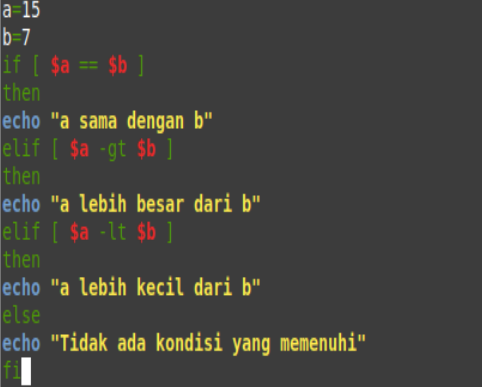 a=15
b=7
if [ $a == $b ]
then
echo "a sama dengan b"
elif [ $a -gt $b ]
then
echo "a lebih besar dari b"
elif [ $a -lt $b ]
then
echo "a lebih kecil dari b"
else
echo "Tidak ada kondisi yang memenuhi"
fi